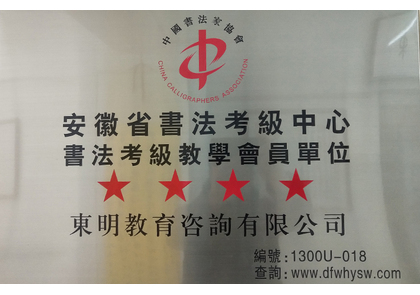 中國書法家協會
CHINA CALLIGRAPHERS ASSOCIATION
安徽省書法考級中心
書法考級教學會員單位
東明教育咨詢有限公司
編號:1300U-018
查詢:www.dfwhysw.com